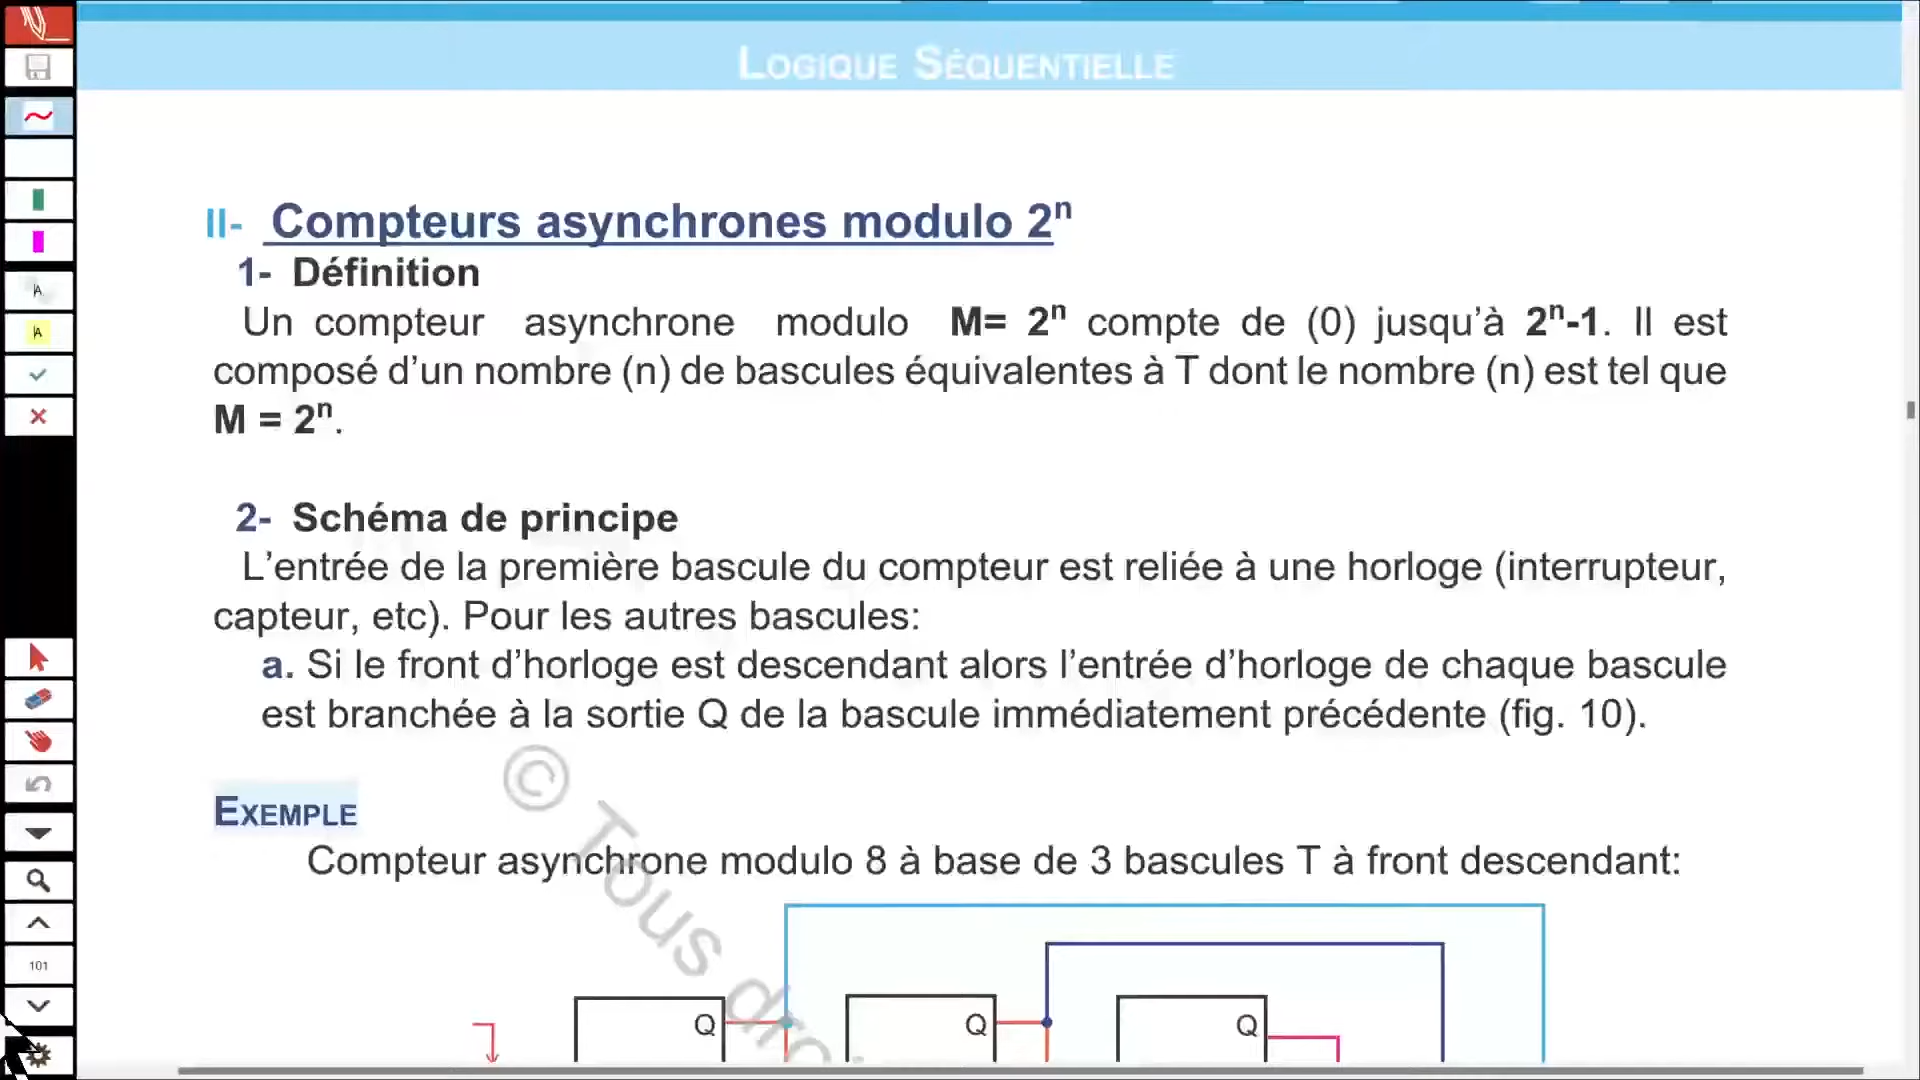 LOGIQUE SÉQUENTIELLE
II- Compteurs asynchrones modulo 2ⁿ
1- Définition
Un compteur asynchrone modulo M= 2ⁿ compte de (0) jusqu’à 2ⁿ-1. Il est
composé d’un nombre (n) de bascules équivalentes à T dont le nombre (n) est tel que
M = 2ⁿ.
2- Schéma de principe
L’entrée de la première bascule du compteur est reliée à une horloge (interrupteur,
capteur, etc). Pour les autres bascules:
a. Si le front d’horloge est descendant alors l’entrée d’horloge de chaque bascule
est branchée à la sortie Q de la bascule immédiatement précédente (fig. 10).
EXEMPLE
Compteur asynchrone modulo 8 à base de 3 bascules T à front descendant:
Q Q Q
© Tous
A
A
101